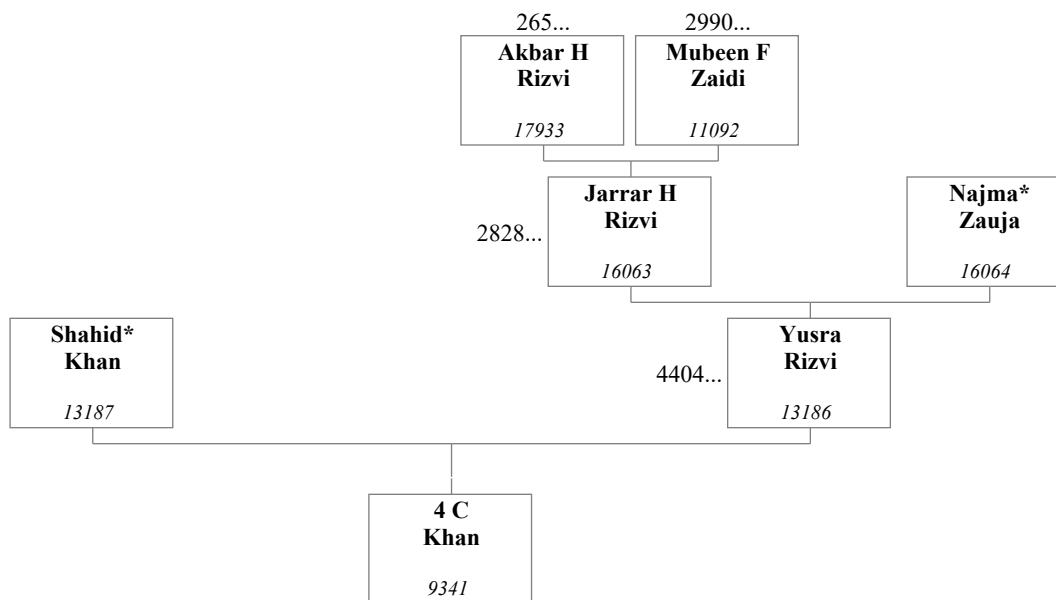 265...
2990...
Akbar H
Rizvi
17933
Mubeen F
Zaidi
11092
2828...
Jarrar H
Rizvi
16063
Najma*
Zauja
16064
Shahid*
Khan
13187
4404...
Yusra
Rizvi
13186
4 C
Khan
9341